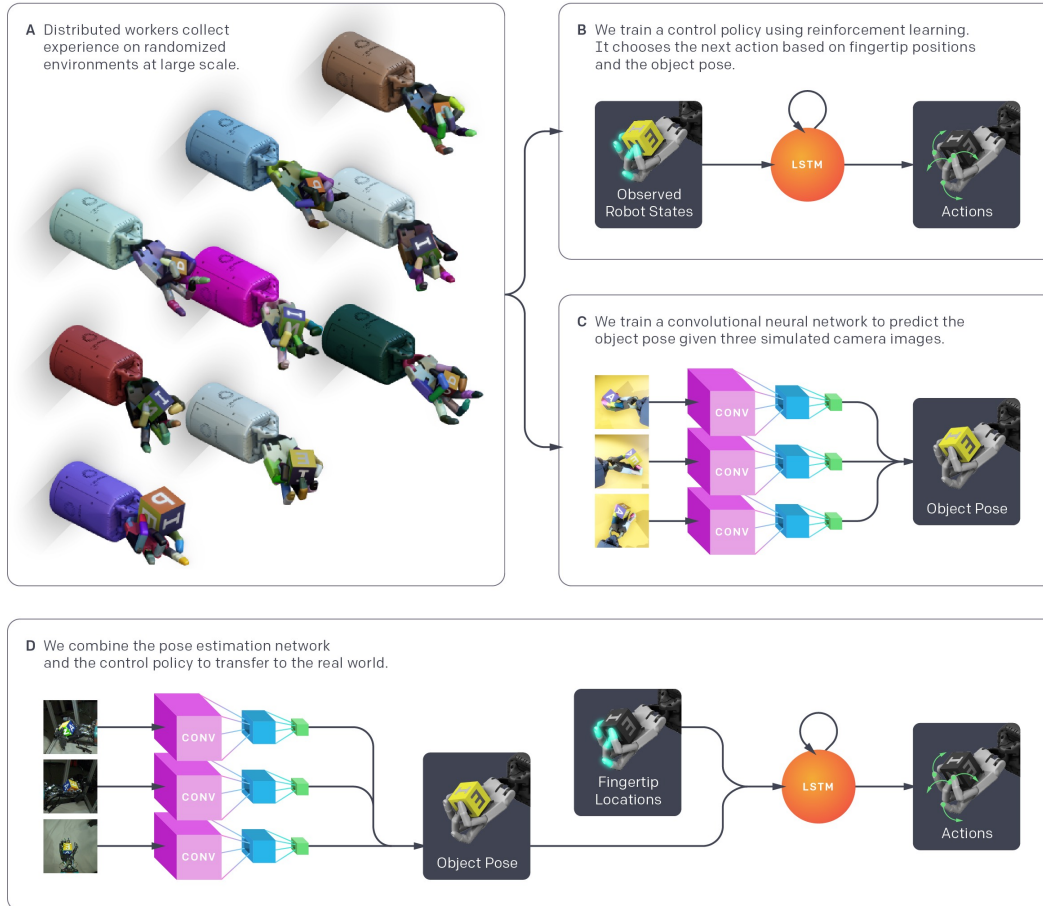 A Distributed workers collect
experience on randomized
environments at large scale.
B We train a control policy using reinforcement learning.
It chooses the next action based on fingertip positions
and the object pose.
LSTM
Observed
Robot States
Actions
C We train a convolutional neural network to predict the
object pose given three simulated camera images.
CONV
CONV
CONV
Object Pose
D We combine the pose estimation network
and the control policy to transfer to the real world.
CONV
CONV
CONV
Object Pose
Fingertip
Locations
LSTM
Actions